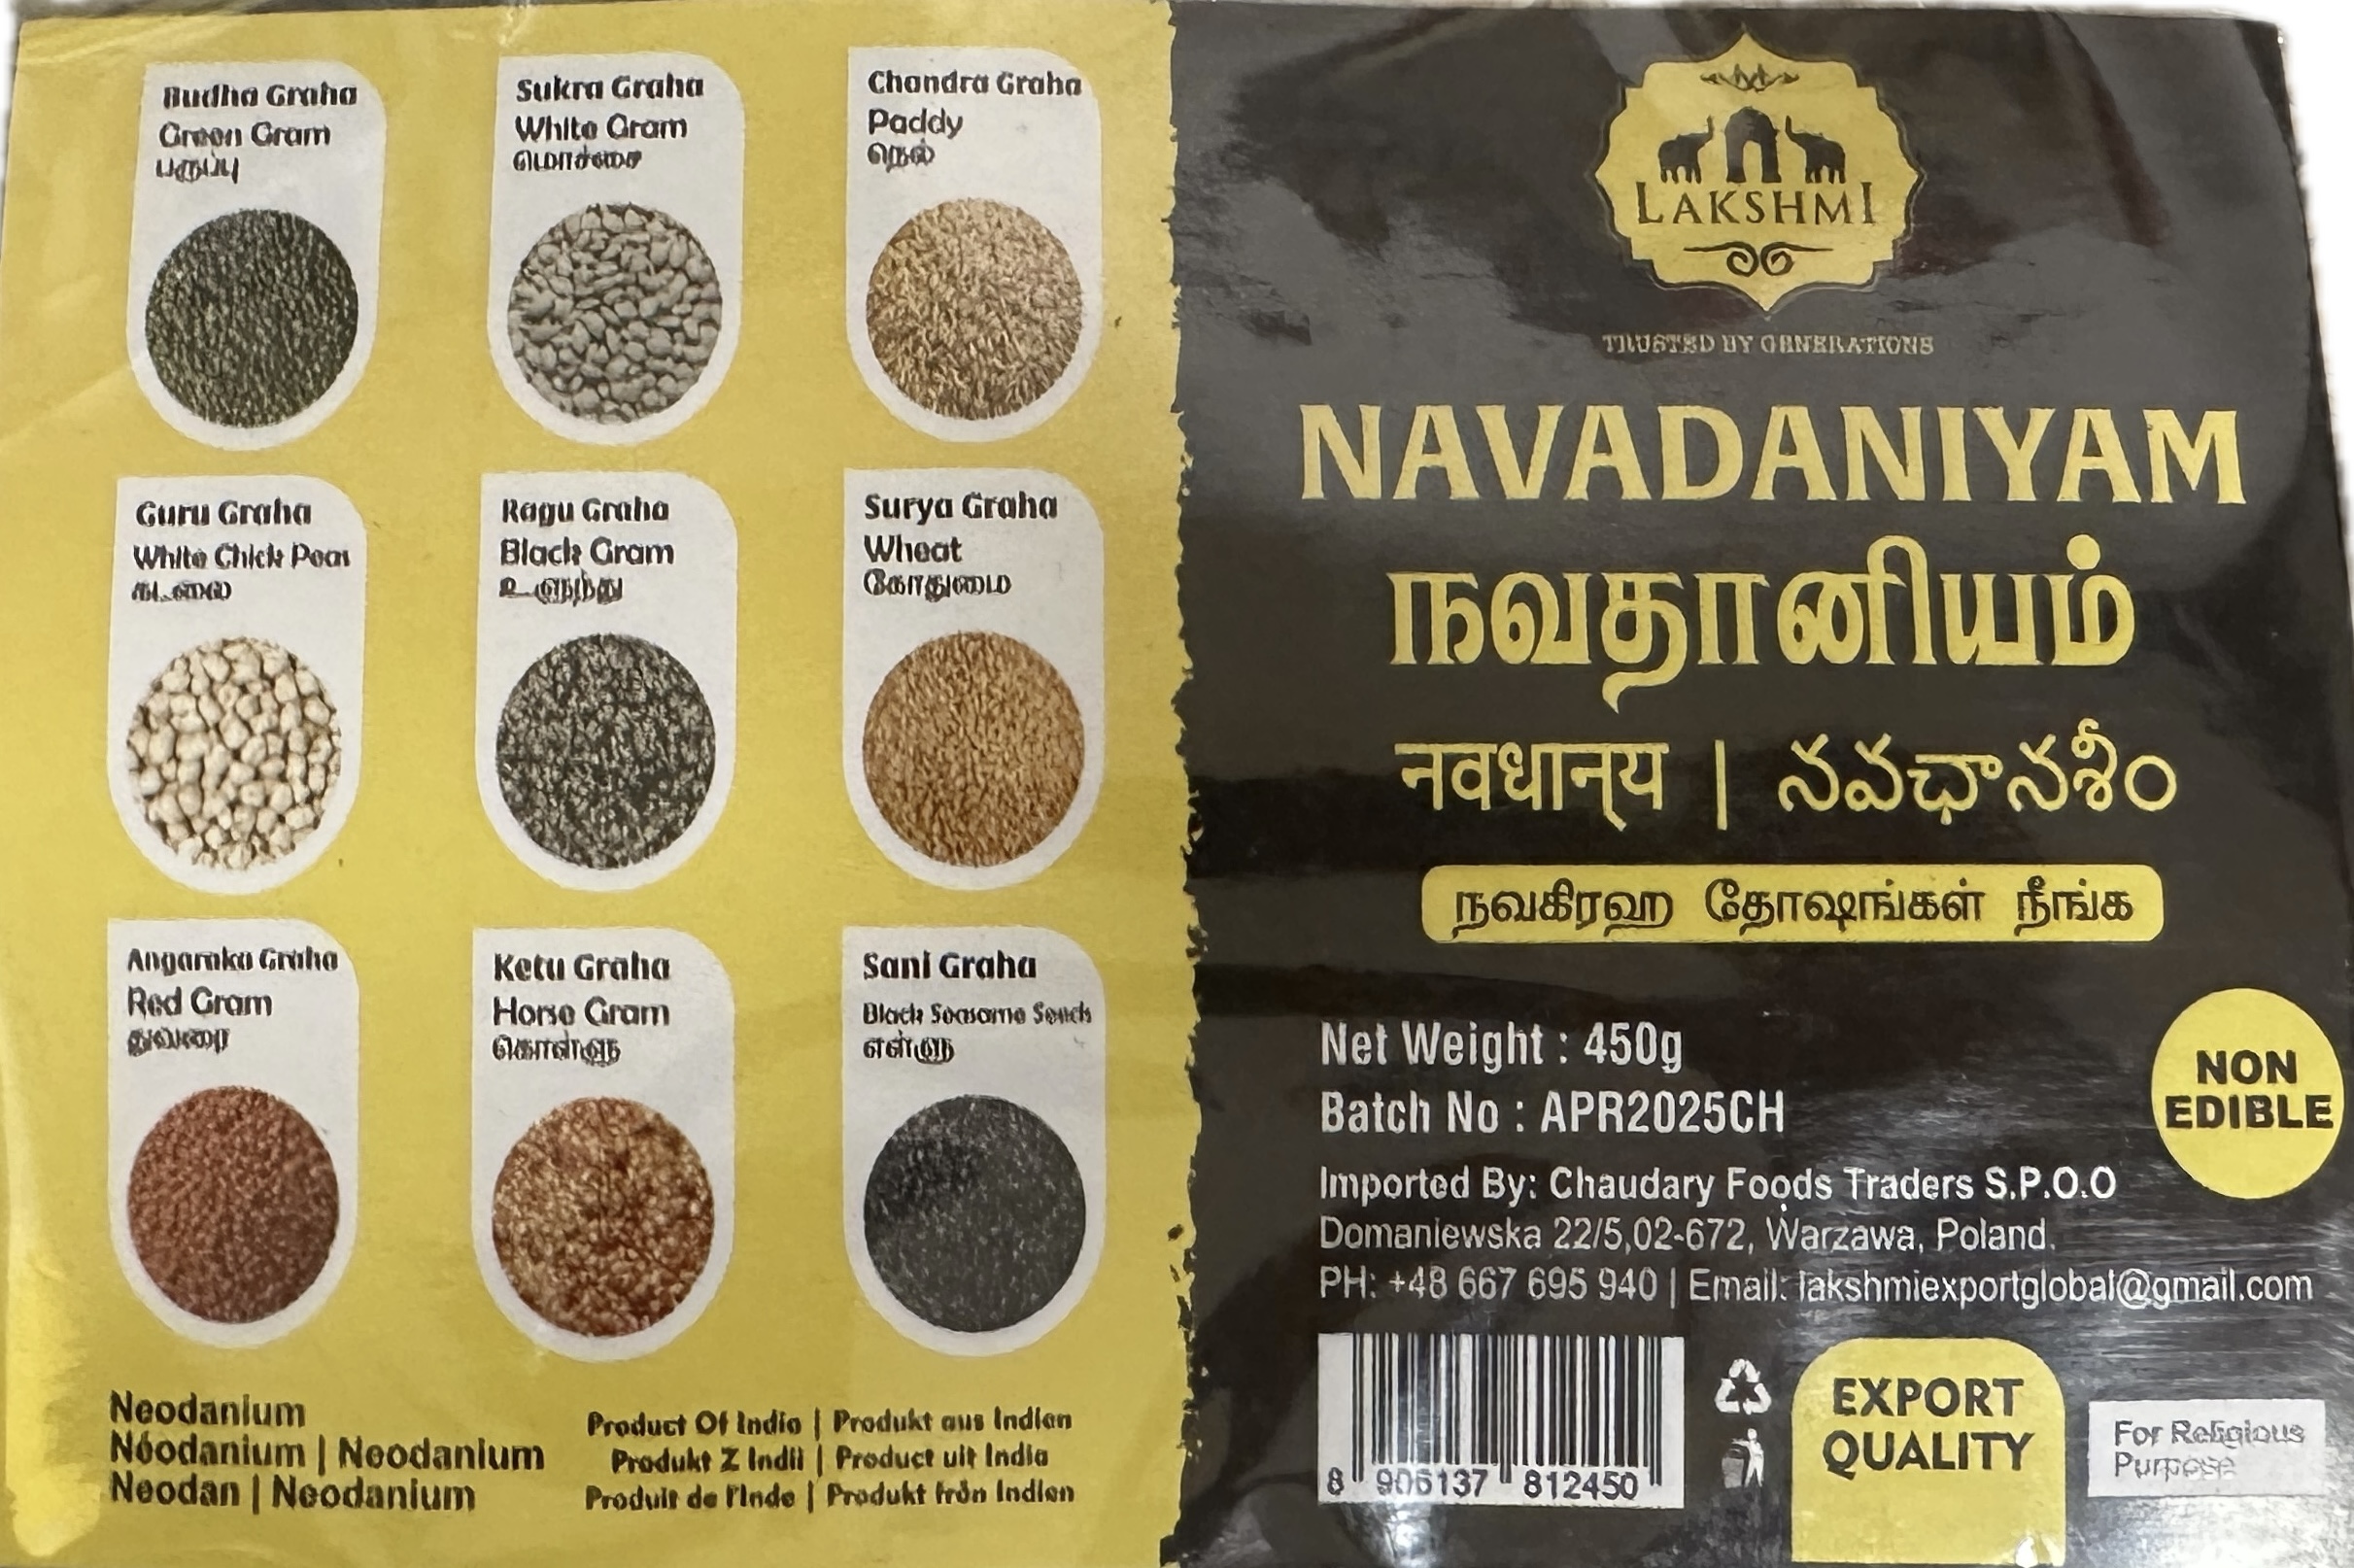 Budha Graha
Green Gram
பருப்பு
Sukra Graha
White Gram
மொச்சை
Chandra Graha
Paddy
நெல்
Guru Graha
White Chick Peas
கடலை
Ragu Graha
Black Gram
உளுந்து
Surya Graha
Wheat
கோதுமை
Angaraka Graha
Red Gram
துவரை
Ketu Graha
Horse Gram
கொள்ளு
Sani Graha
Black Seasame Seeds
எள்ளு
Neodanium
Néodanium | Neodanium
Neodan | Neodanium
Product Of India | Produkt aus Indien
Produkt Z Indii | Product uit India
Produit de l'Inde | Produkt från Indien
LAKSHMI
TRUSTED BY GENERATIONS
NAVADANIYAM
நவதானியம்
नवधान्‍य | నవఛానశీం
நவகிரஹ தோஷங்கள் நீங்க
Net Weight : 450g
Batch No : APR2025CH
NON
EDIBLE
Imported By: Chaudary Foods Traders S.P.O.O
Domaniewska 22/5,02-672, Warzawa, Poland.
PH: +48 667 695 940 | Email: lakshmiexportglobal@gmail.com
8 906137 812450
EXPORT
QUALITY
For Religious
Purpose